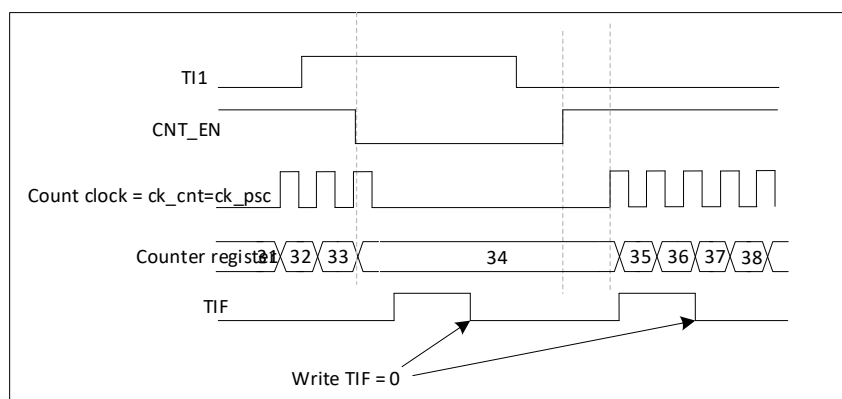 TI1
CNT_EN
Count clock = ck_cnt=ck_psc
Counter register 31 32 33 34 35 36 37 38
TIF
Write TIF = 0